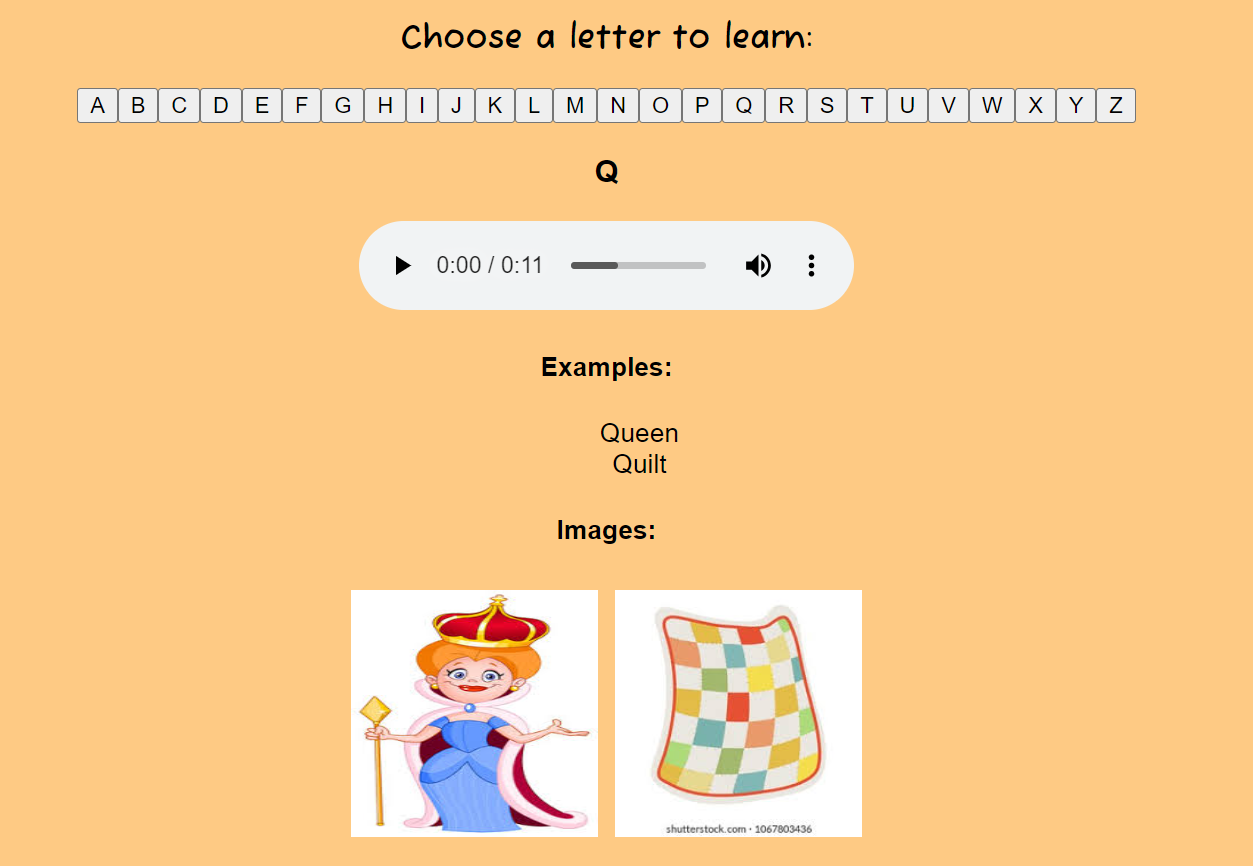 Choose a letter to learn:
A B C D E F G H I J K L M N O P Q R S T U V W X Y Z
Q
0:00 / 0:11
Examples:
Queen
Quilt
Images:
shutterstock.com · 1067803436